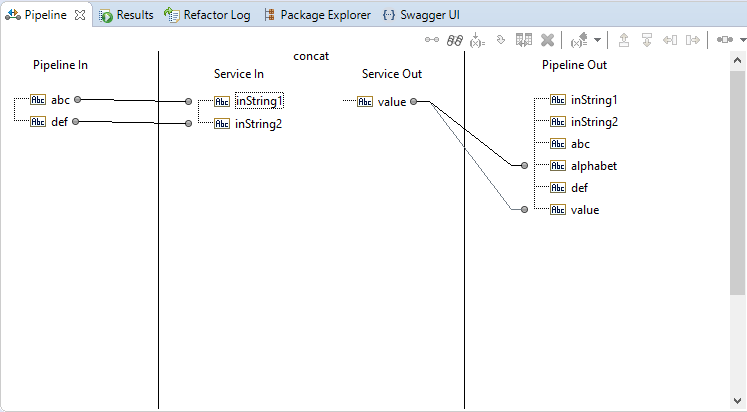 Pipeline Results Refactor Log Package Explorer Swagger UI
concat
Pipeline In Service In Service Out Pipeline Out
Abc abc Abc inString1 Abc value Abc inString1
Abc def Abc inString2 Abc inString2
Abc abc
Abc alphabet
Abc def
Abc value